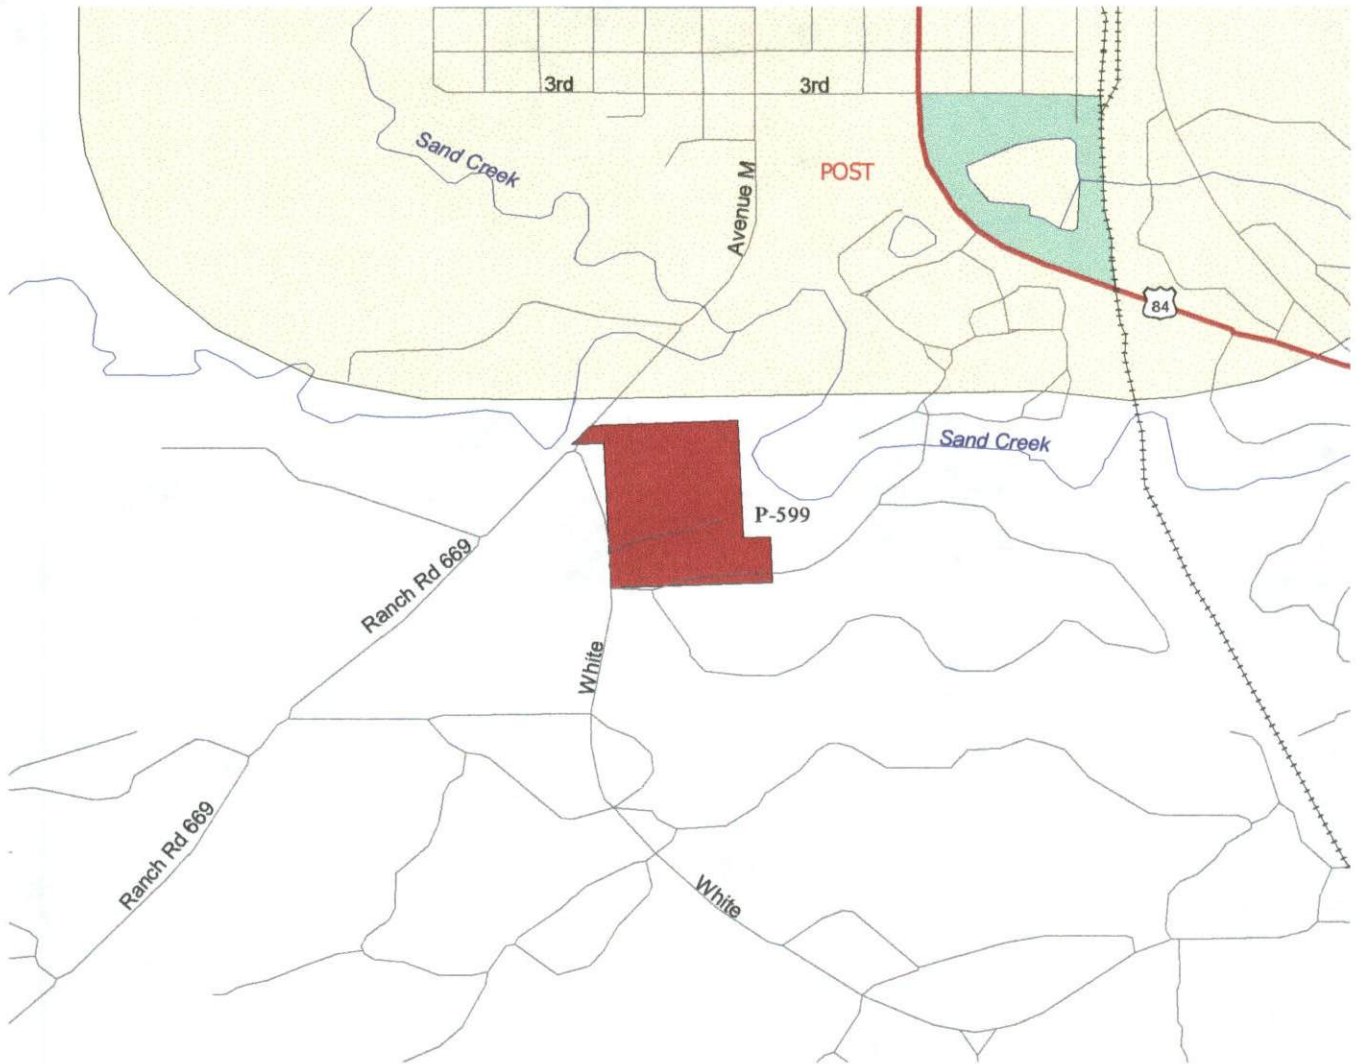 3rd
3rd
Sand Creek
POST
Avenue M
84
Sand Creek
P-599
Ranch Rd 669
White
Ranch Rd 669
White